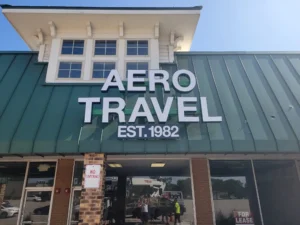 AERO
TRAVEL
EST. 1982
FOR
LEASE